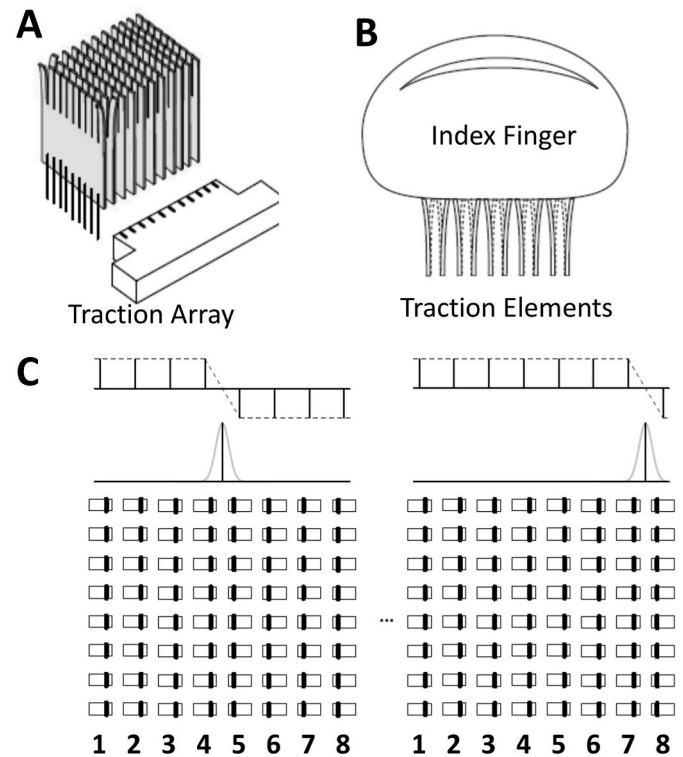 A
B
Index Finger
Traction Array
Traction Elements
C
...
1 2 3 4 5 6 7 8
1 2 3 4 5 6 7 8